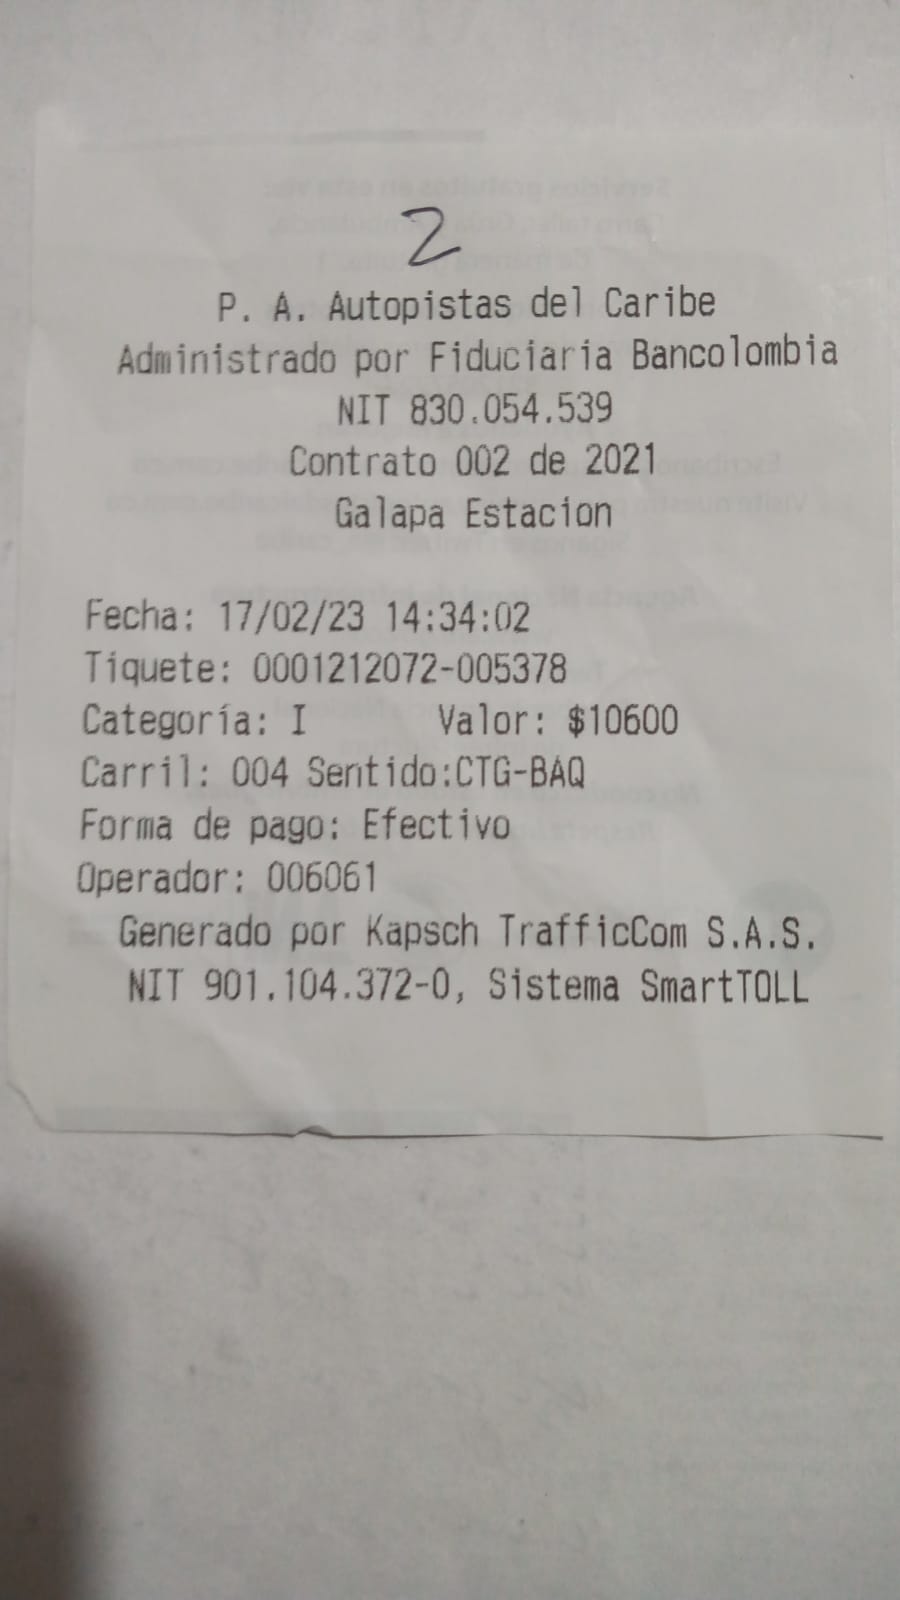 2
P. A. Autopistas del Caribe
Administrado por Fiduciaria Bancolombia
NIT 830.054.539
Contrato 002 de 2021
Galapa Estacion
Fecha: 17/02/23 14:34:02
Tiquete: 0001212072-005378
Categoría: I Valor: $10600
Carril: 004 Sentido:CTG-BAQ
Forma de pago: Efectivo
Operador: 006061
Generado por Kapsch TrafficCom S.A.S.
NIT 901.104.372-0, Sistema SmartTOLL